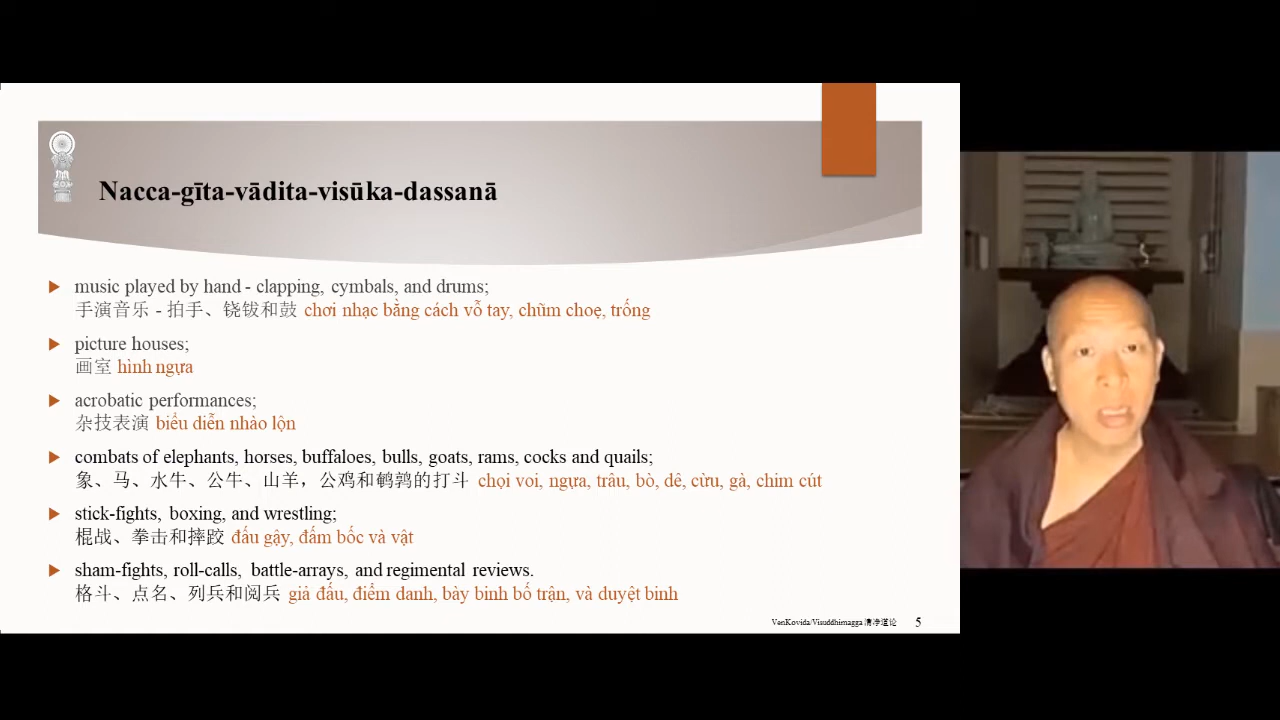 Nacca-gīta-vādita-visūka-dassanā
music played by hand - clapping, cymbals, and drums;
手演音乐 - 拍手、铙钹和鼓 chơi nhạc bằng cách vỗ tay, chũm choẹ, trống
picture houses;
画室 hình ngựa
acrobatic performances;
杂技表演 biểu diễn nhào lộn
combats of elephants, horses, buffaloes, bulls, goats, rams, cocks and quails;
象、马、水牛、公牛、山羊，公鸡和鹌鹑的打斗 chọi voi, ngựa, trâu, bò, dê, cừu, gà, chim cút
stick-fights, boxing, and wrestling;
棍战、拳击和摔跤 đấu gậy, đấm bốc và vật
sham-fights, roll-calls, battle-arrays, and regimental reviews.
格斗、点名、列兵和阅兵 giả đấu, điểm danh, bày binh bố trận, và duyệt binh
VenKovida/Visuddhimagga 清净道论 5